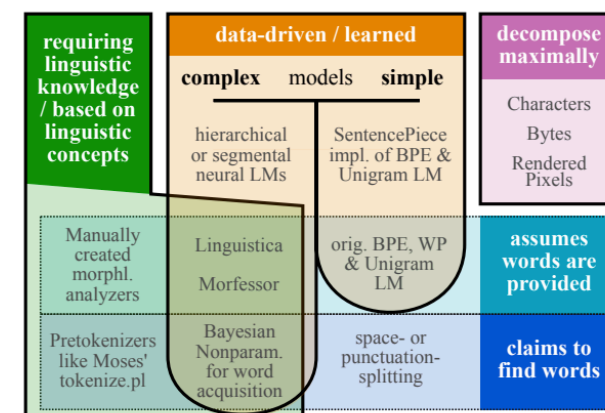 requiring
linguistic
knowledge
/ based on
linguistic
concepts
data-driven / learned
complex models simple
decompose
maximally
hierarchical
or segmental
neural LMs
SentencePiece
impl. of BPE &
Unigram LM
Characters
Bytes
Rendered
Pixels
Manually
created
morphl.
analyzers
Linguistica
Morfessor
orig. BPE, WP
& Unigram
LM
assumes
words are
provided
Pretokenizers
like Moses'
tokenize.pl
Bayesian
Nonparam.
for word
acquisition
space- or
punctuation-
splitting
claims to
find words